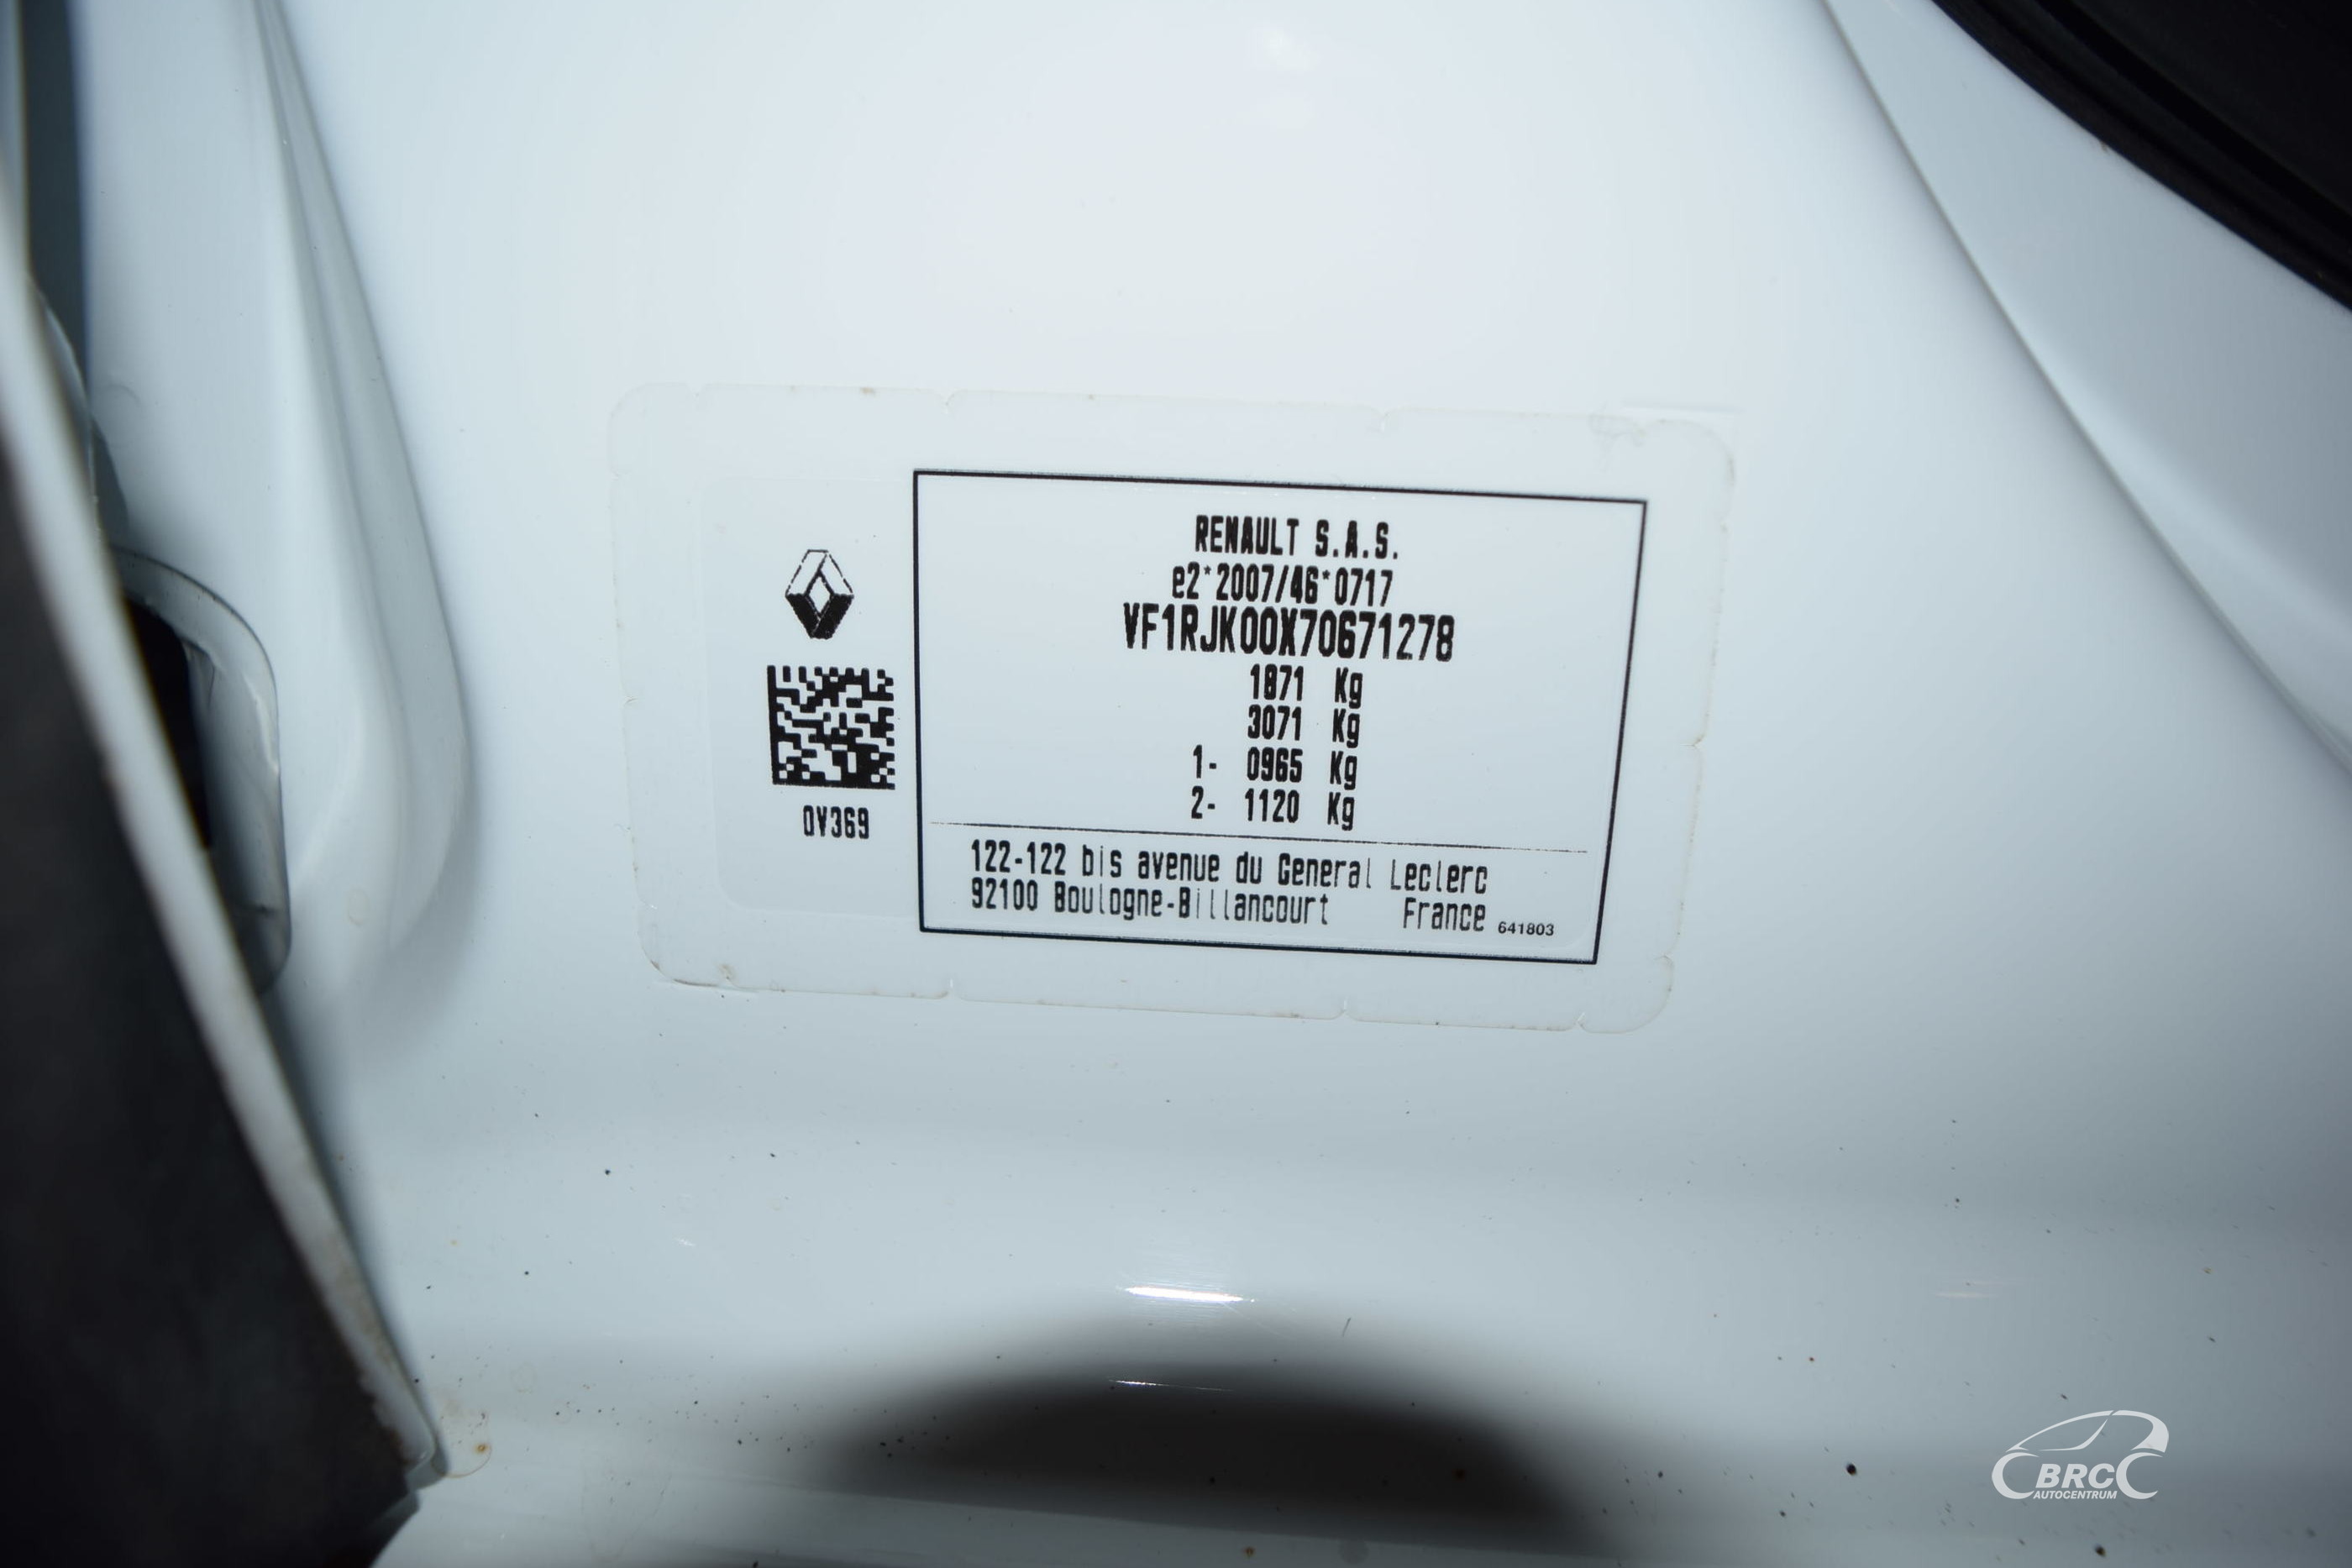 RENAULT S.A.S.
e2*2007/46*0717
VF1RJK00X70671278
1871 Kg
3071 Kg
1- 0965 Kg
2- 1120 Kg
0V369
122-122 bis avenue du General Leclerc
92100 Boulogne-Billancourt France 641803
BRC
AUTOCENTRUM